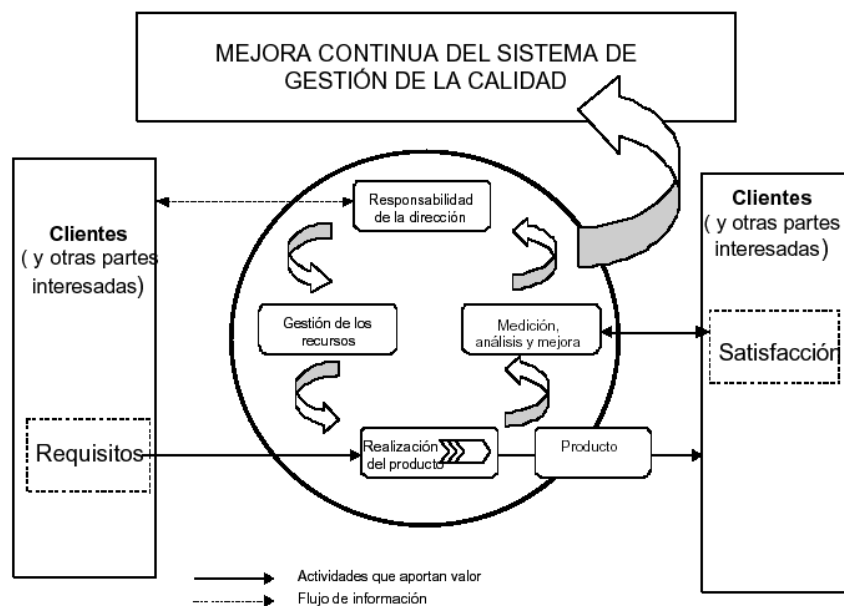 MEJORA CONTINUA DEL SISTEMA DE
GESTIÓN DE LA CALIDAD
Clientes
( y otras partes
interesadas)
Requisitos
Responsabilidad
de la dirección
Gestión de los
recursos
Medición,
análisis y mejora
Realización
del producto
Producto
Clientes
( y otras partes
interesadas)
Satisfacción
Actividades que aportan valor
Flujo de información